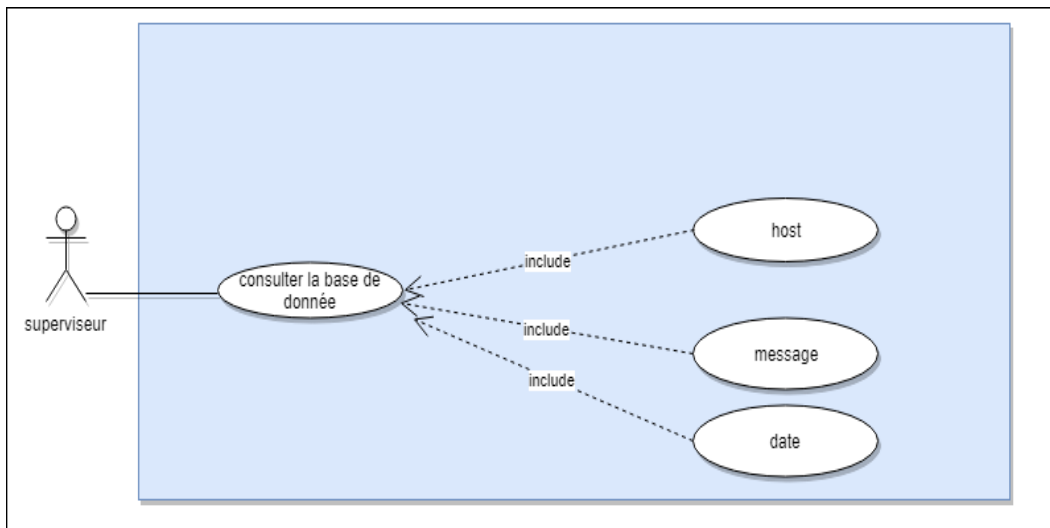 host
include
consulter la base de
donnée
superviseur
include
message
include
date